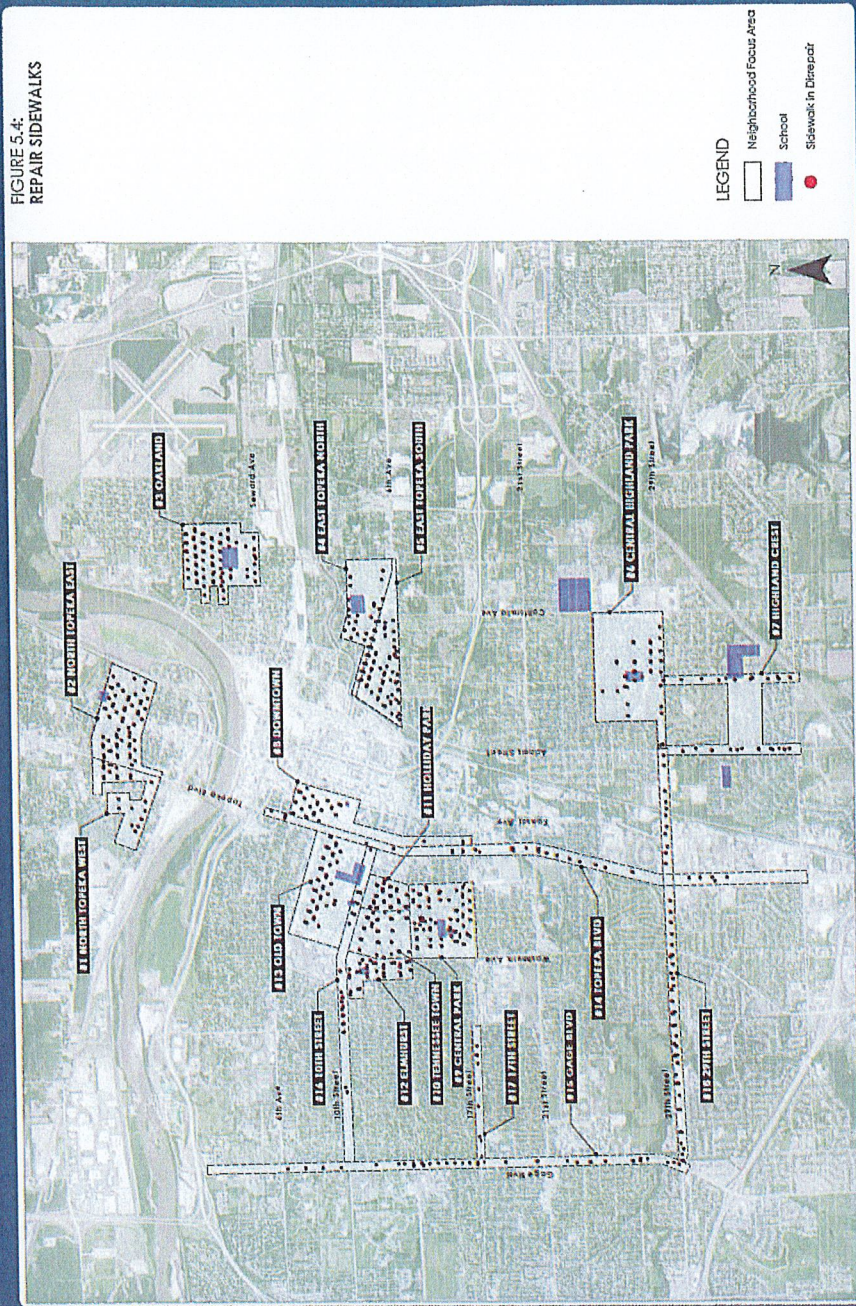 FIGURE 5.4:
REPAIR SIDEWALKS
#1 NORTH TOPEKA WEST
#2 NORTH TOPEKA EAST
#3 OAKLAND
Seward Ave
Topeka Blvd
#8 DOWNTOWN
#4 EAST TOPEKA NORTH
#13 OLD TOWN
6th Ave
6th Ave
#16 10TH STREET
10th Street
#11 HOLLIDAY PARK
#5 EAST TOPEKA SOUTH
#12 ELMHURST
#10 TENNESSEE TOWN
#9 CENTRAL PARK
17th Street
#17 17TH STREET
Washburn Ave
Kansas Ave
Adams Street
California Ave
21st Street
21st Street
#15 GAGE BLVD
Gage Blvd
#14 TOPEKA BLVD
#6 CENTRAL HIGHLAND PARK
29th Street
29th Street
#18 29TH STREET
#7 HIGHLAND CREST
N
LEGEND
Neighborhood Focus Area
School
Sidewalk in Disrepair